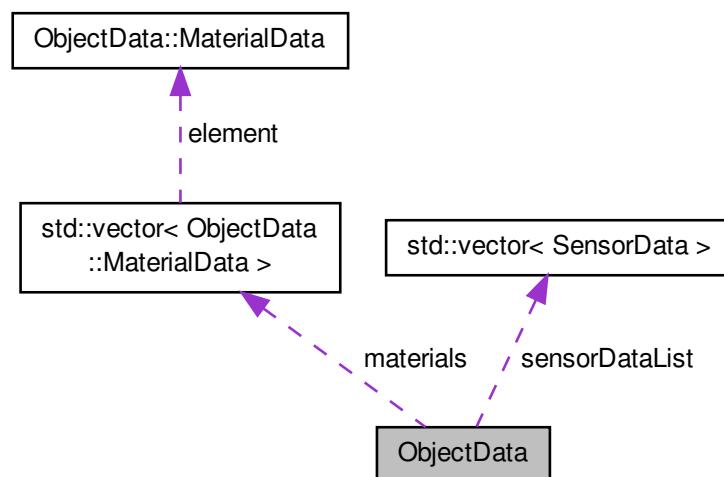 ObjectData::MaterialData
element
std::vector< ObjectData
::MaterialData >
std::vector< SensorData >
materials
sensorDataList
ObjectData